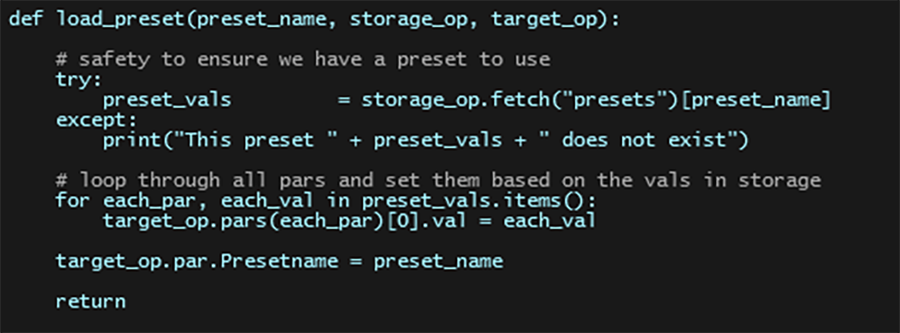 def load_preset(preset_name, storage_op, target_op):
# safety to ensure we have a preset to use
try:
preset_vals = storage_op.fetch("presets")[preset_name]
except:
print("This preset " + preset_vals + " does not exist")
# loop through all pars and set them based on the vals in storage
for each_par, each_val in preset_vals.items():
target_op.pars(each_par)[0].val = each_val
target_op.par.Presetname = preset_name
return